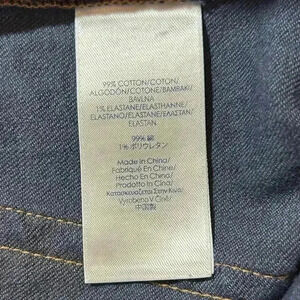 99% COTTON/COTON/
ALGODÓN/COTONE/BAMBAKI/
BAVLNA
1% ELASTANE/ELASTHANNE/
ELASTANO/ELASTANE/ΕΛΑΣΤΑΝ/
ELASTAN
99% 綿
1% ポリウレタン
Made in China/
Fabriqué En Chine/
Hecho En China/
Prodotto In Cina/
Κατασκευάζεται Στην Κίνα/
Vyrobeno V Číně/
中国製